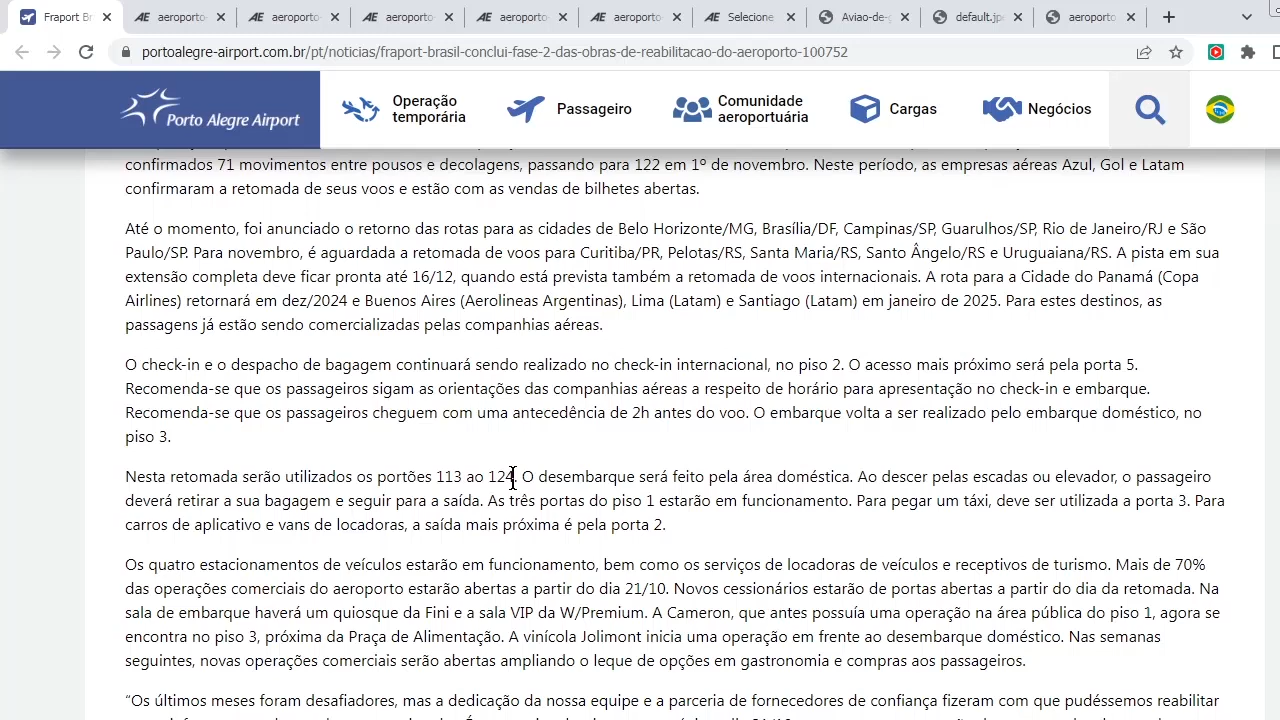 Fraport B
aeroporto-
aeroporto-
aeroporto-
aeroporto-
aeroporto-
Selecione
Aviao-de-
default.jp
aeroporto
portoalegre-airport.com.br/pt/noticias/fraport-brasil-conclui-fase-2-das-obras-de-reabilitacao-do-aeroporto-100752
Porto Alegre Airport
Operação
temporária
Passageiro
Comunidade
aeroportuária
Cargas
Negócios
confirmados 71 movimentos entre pousos e decolagens, passando para 122 em 1º de novembro. Neste período, as empresas aéreas Azul, Gol e Latam
confirmaram a retomada de seus voos e estão com as vendas de bilhetes abertas.
Até o momento, foi anunciado o retorno das rotas para as cidades de Belo Horizonte/MG, Brasília/DF, Campinas/SP, Guarulhos/SP, Rio de Janeiro/RJ e São
Paulo/SP. Para novembro, é aguardada a retomada de voos para Curitiba/PR, Pelotas/RS, Santa Maria/RS, Santo Ângelo/RS e Uruguaiana/RS. A pista em sua
extensão completa deve ficar pronta até 16/12, quando está prevista também a retomada de voos internacionais. A rota para a Cidade do Panamá (Copa
Airlines) retornará em dez/2024 e Buenos Aires (Aerolineas Argentinas), Lima (Latam) e Santiago (Latam) em janeiro de 2025. Para estes destinos, as
passagens já estão sendo comercializadas pelas companhias aéreas.
O check-in e o despacho de bagagem continuará sendo realizado no check-in internacional, no piso 2. O acesso mais próximo será pela porta 5.
Recomenda-se que os passageiros sigam as orientações das companhias aéreas a respeito de horário para apresentação no check-in e embarque.
Recomenda-se que os passageiros cheguem com uma antecedência de 2h antes do voo. O embarque volta a ser realizado pelo embarque doméstico, no
piso 3.
Nesta retomada serão utilizados os portões 113 ao 124. O desembarque será feito pela área doméstica. Ao descer pelas escadas ou elevador, o passageiro
deverá retirar a sua bagagem e seguir para a saída. As três portas do piso 1 estarão em funcionamento. Para pegar um táxi, deve ser utilizada a porta 3. Para
carros de aplicativo e vans de locadoras, a saída mais próxima é pela porta 2.
Os quatro estacionamentos de veículos estarão em funcionamento, bem como os serviços de locadoras de veículos e receptivos de turismo. Mais de 70%
das operações comerciais do aeroporto estarão abertas a partir do dia 21/10. Novos cessionários estarão de portas abertas a partir do dia da retomada. Na
sala de embarque haverá um quiosque da Fini e a sala VIP da W/Premium. A Cameron, que antes possuía uma operação na área pública do piso 1, agora se
encontra no piso 3, próxima da Praça de Alimentação. A vinícola Jolimont inicia uma operação em frente ao desembarque doméstico. Nas semanas
seguintes, novas operações comerciais serão abertas ampliando o leque de opções em gastronomia e compras aos passageiros.
“Os últimos meses foram desafiadores, mas a dedicação da nossa equipe e a parceria de fornecedores de confiança fizeram com que pudéssemos reabilitar